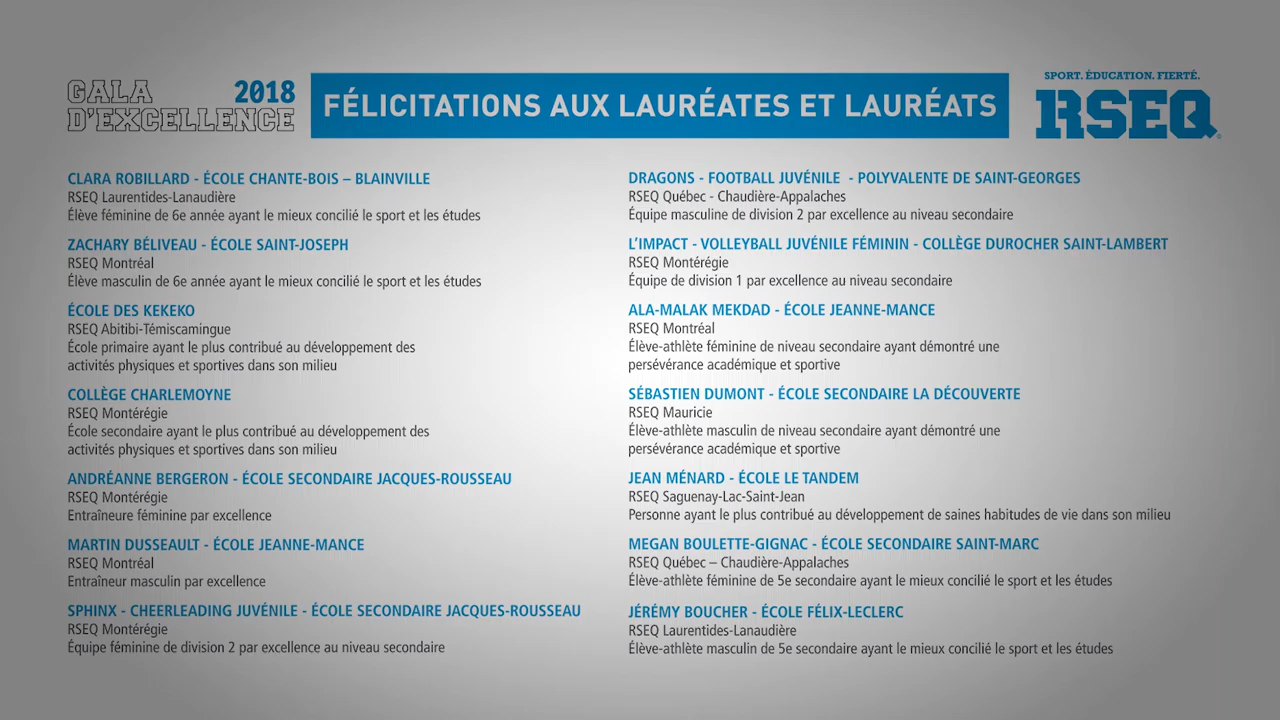 GALA
D'EXCELLENCE
2018
FÉLICITATIONS AUX LAURÉATES ET LAURÉATS
SPORT. ÉDUCATION. FIERTÉ.
RSEQ
CLARA ROBILLARD - ÉCOLE CHANTE-BOIS – BLAINVILLE
RSEQ Laurentides-Lanaudière
Élève féminine de 6e année ayant le mieux concilié le sport et les études
ZACHARY BÉLIVEAU - ÉCOLE SAINT-JOSEPH
RSEQ Montréal
Élève masculin de 6e année ayant le mieux concilié le sport et les études
ÉCOLE DES KEKEKO
RSEQ Abitibi-Témiscamingue
École primaire ayant le plus contribué au développement des
activités physiques et sportives dans son milieu
COLLÈGE CHARLEMOYNE
RSEQ Montérégie
École secondaire ayant le plus contribué au développement des
activités physiques et sportives dans son milieu
ANDRÉANNE BERGERON - ÉCOLE SECONDAIRE JACQUES-ROUSSEAU
RSEQ Montérégie
Entraîneure féminine par excellence
MARTIN DUSSEAULT - ÉCOLE JEANNE-MANCE
RSEQ Montréal
Entraîneur masculin par excellence
SPHINX - CHEERLEADING JUVÉNILE - ÉCOLE SECONDAIRE JACQUES-ROUSSEAU
RSEQ Montérégie
Équipe féminine de division 2 par excellence au niveau secondaire
DRAGONS - FOOTBALL JUVÉNILE - POLYVALENTE DE SAINT-GEORGES
RSEQ Québec - Chaudière-Appalaches
Équipe masculine de division 2 par excellence au niveau secondaire
L'IMPACT - VOLLEYBALL JUVÉNILE FÉMININ - COLLÈGE DUROCHER SAINT-LAMBERT
RSEQ Montérégie
Équipe de division 1 par excellence au niveau secondaire
ALA-MALAK MEKDAD - ÉCOLE JEANNE-MANCE
RSEQ Montréal
Élève-athlète féminine de niveau secondaire ayant démontré une
persévérance académique et sportive
SÉBASTIEN DUMONT - ÉCOLE SECONDAIRE LA DÉCOUVERTE
RSEQ Mauricie
Élève-athlète masculin de niveau secondaire ayant démontré une
persévérance académique et sportive
JEAN MÉNARD - ÉCOLE LE TANDEM
RSEQ Saguenay-Lac-Saint-Jean
Personne ayant le plus contribué au développement de saines habitudes de vie dans son milieu
MEGAN BOULETTE-GIGNAC - ÉCOLE SECONDAIRE SAINT-MARC
RSEQ Québec – Chaudière-Appalaches
Élève-athlète féminine de 5e secondaire ayant le mieux concilié le sport et les études
JÉRÉMY BOUCHER - ÉCOLE FÉLIX-LECLERC
RSEQ Laurentides-Lanaudière
Élève-athlète masculin de 5e secondaire ayant le mieux concilié le sport et les études